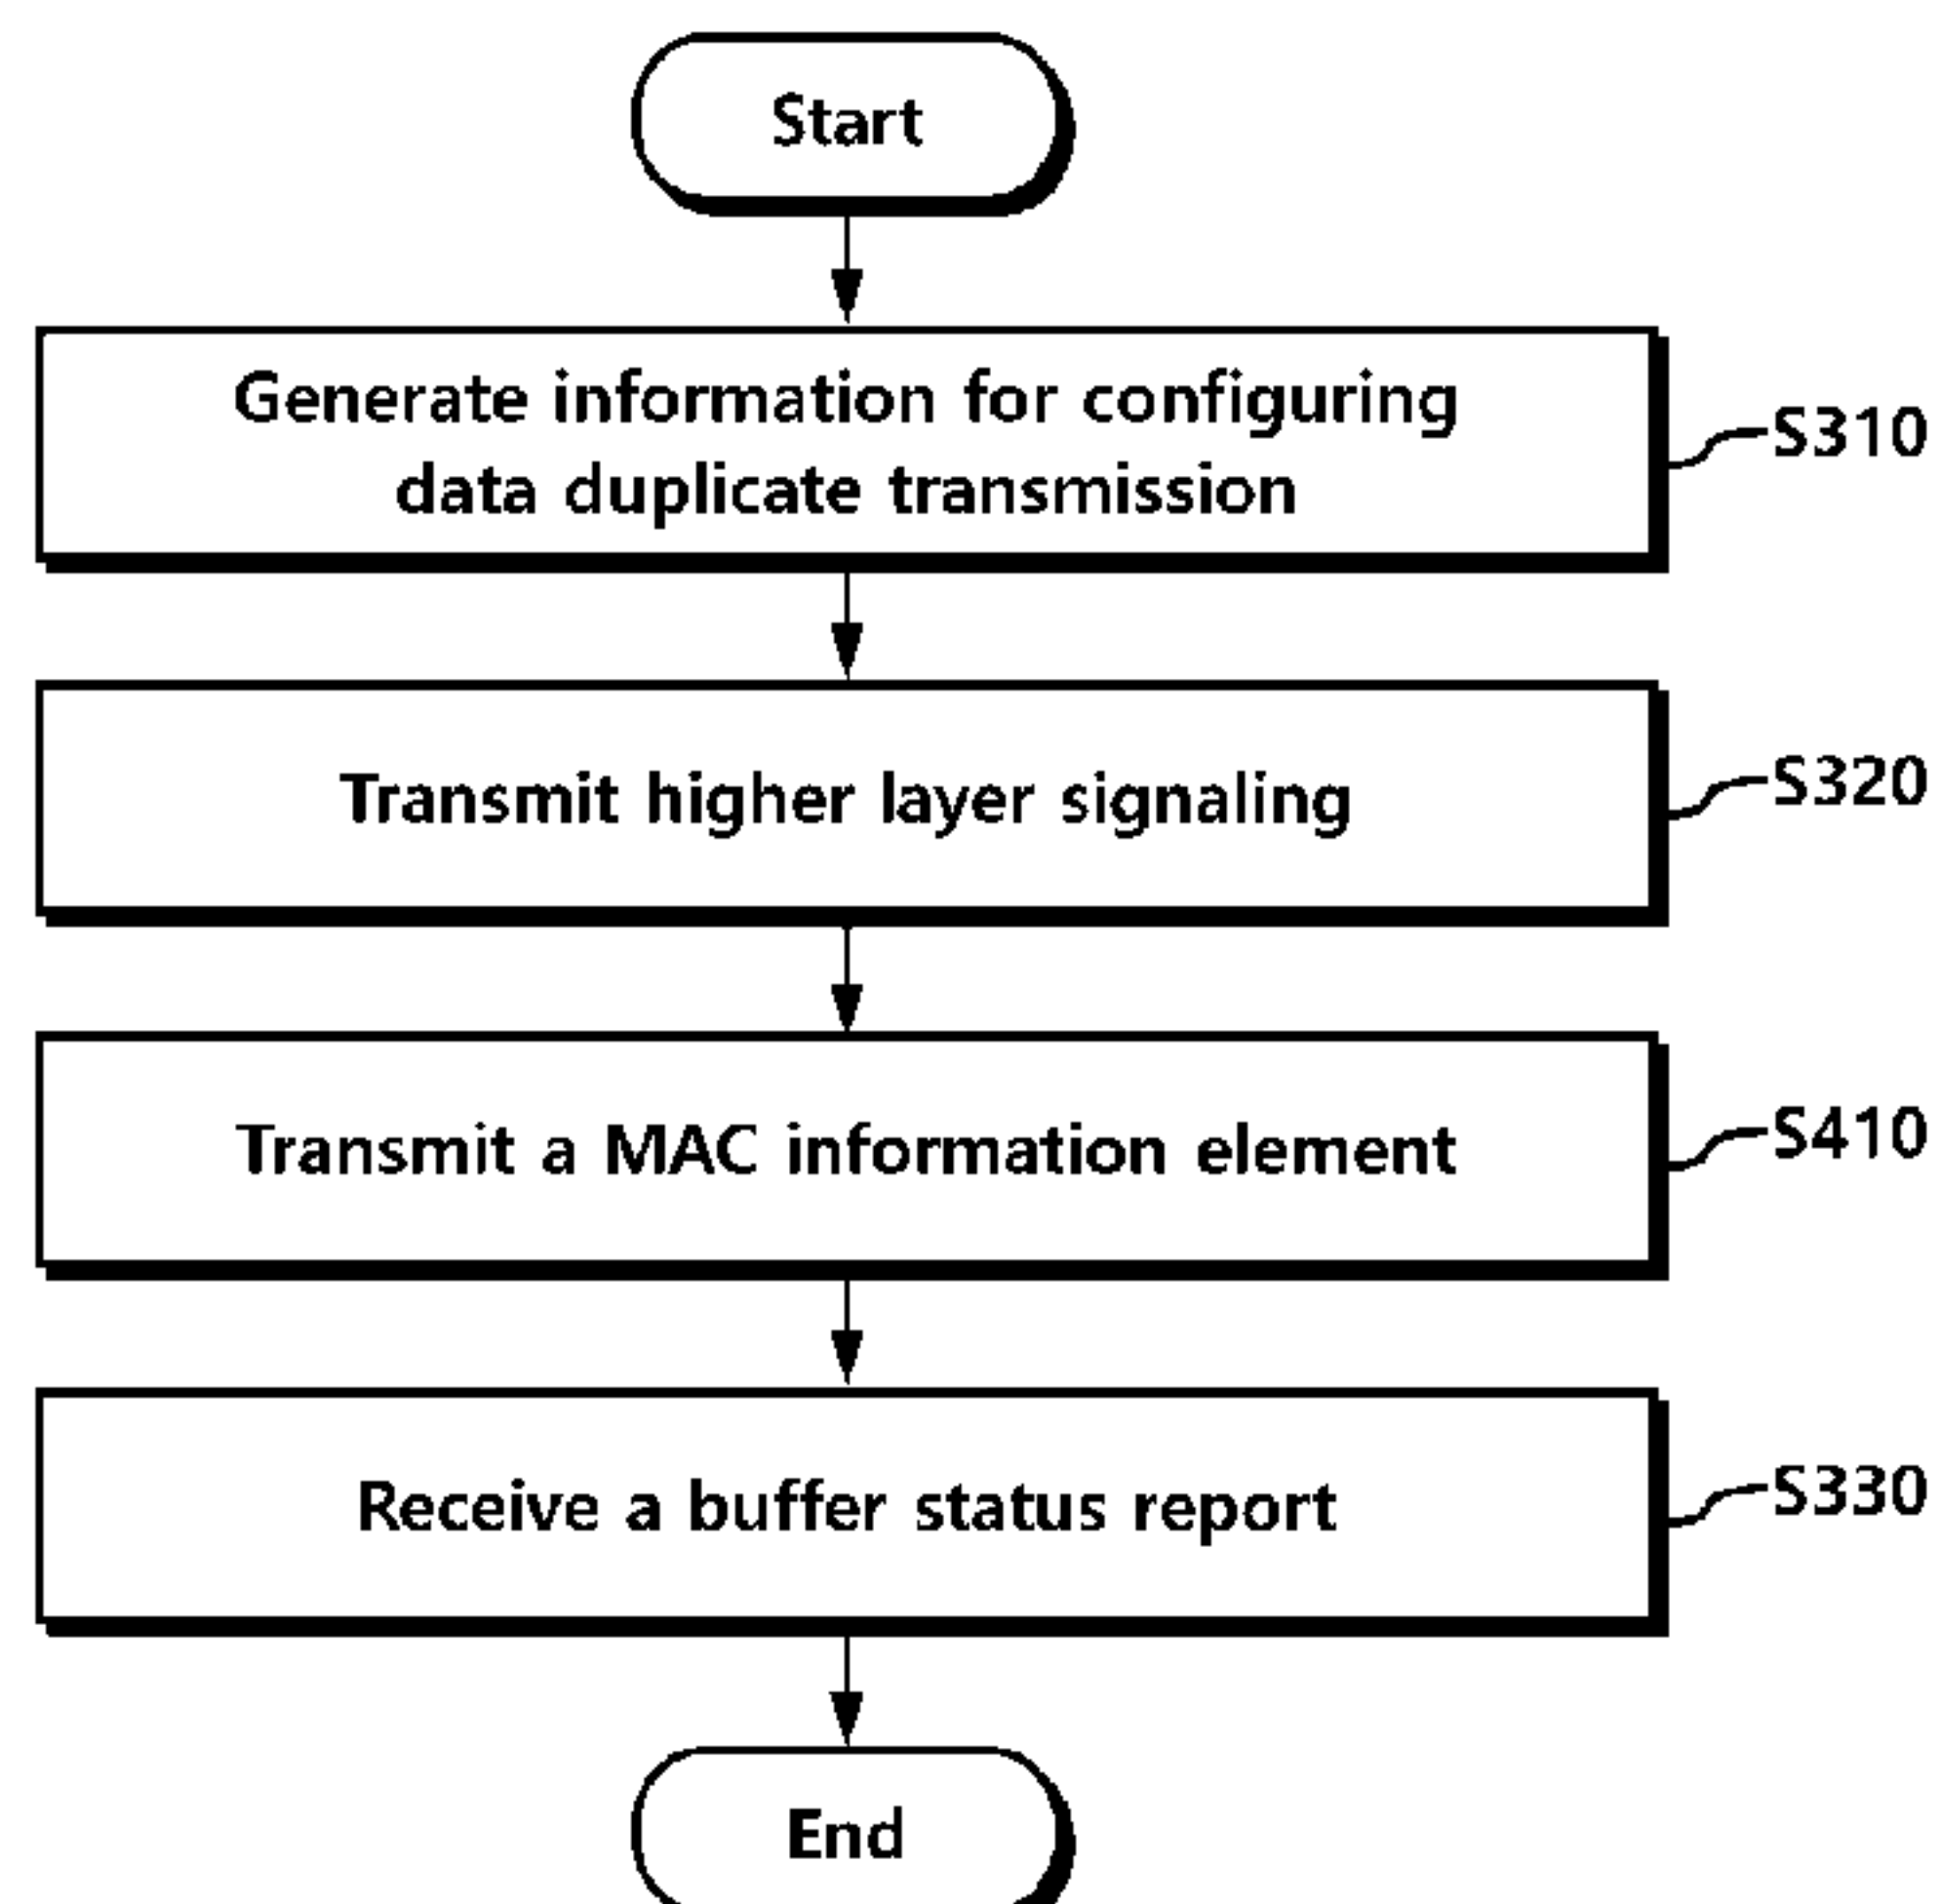 Start
Generate information for configuring
data duplicate transmission
S310
Transmit higher layer signaling
S320
Transmit a MAC information element
S410
Receive a buffer status report
S330
End